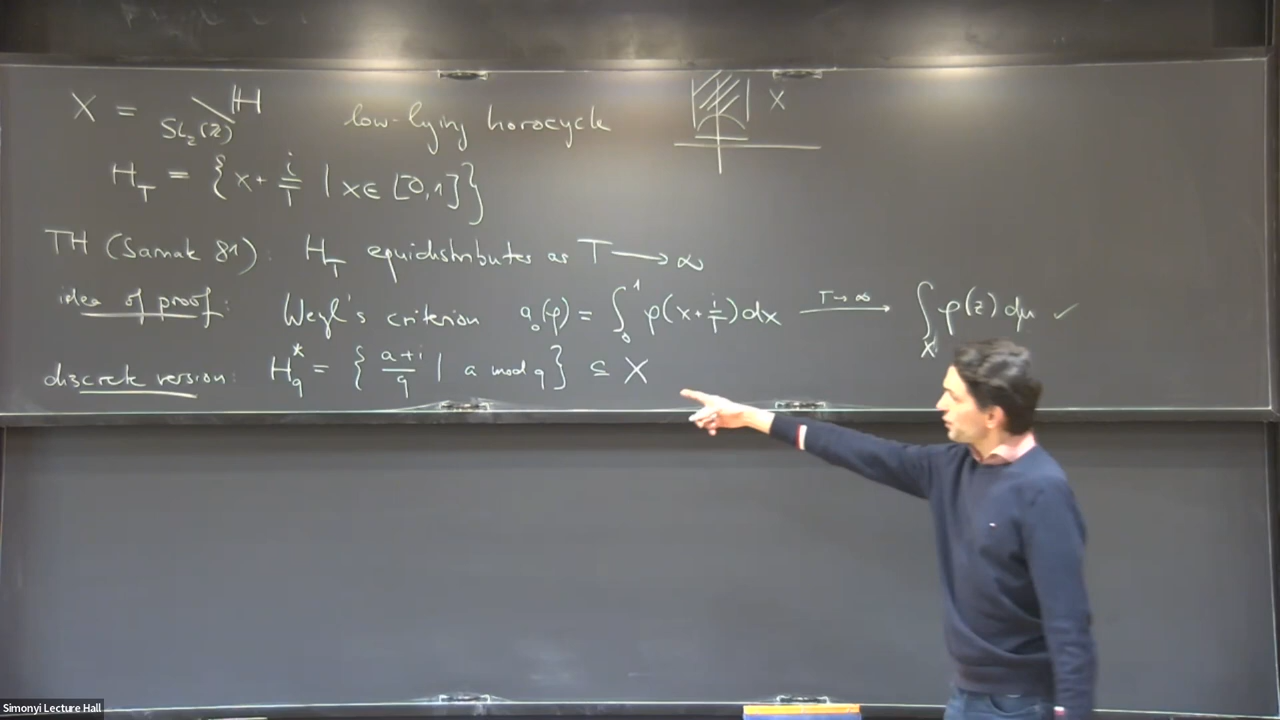 X = SL₂(ℤ)\ℍ low-lying horocycle X
H_T = { x + i/T | x ∈ [0,1] }
TH (Sarnak 81): H_T equidistributes as T → ∞
idea of proof: Weyl's criterion a₀(φ) = ∫₀¹ φ(x + i/T) dx —T→∞→ ∫_X φ(z) dμ ✓
discrete version: H_q^* = { (a+i)/q | a mod q } ⊆ X
Simonyi Lecture Hall